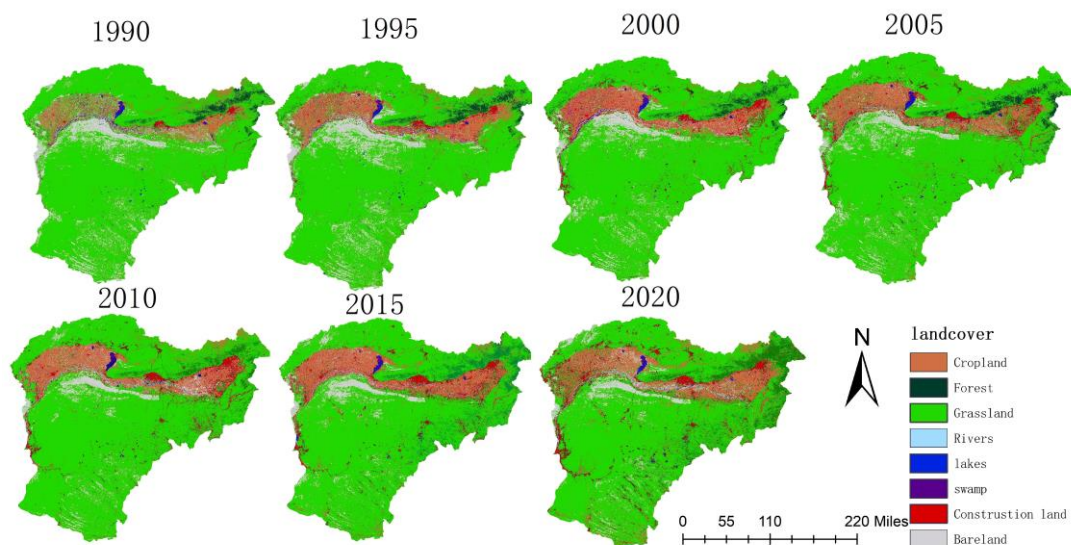 1990
1995
2000
2005
2010
2015
2020
N
landcover
Cropland
Forest
Grassland
Rivers
lakes
swamp
Construstion land
Bareland
0 55 110 220 Miles